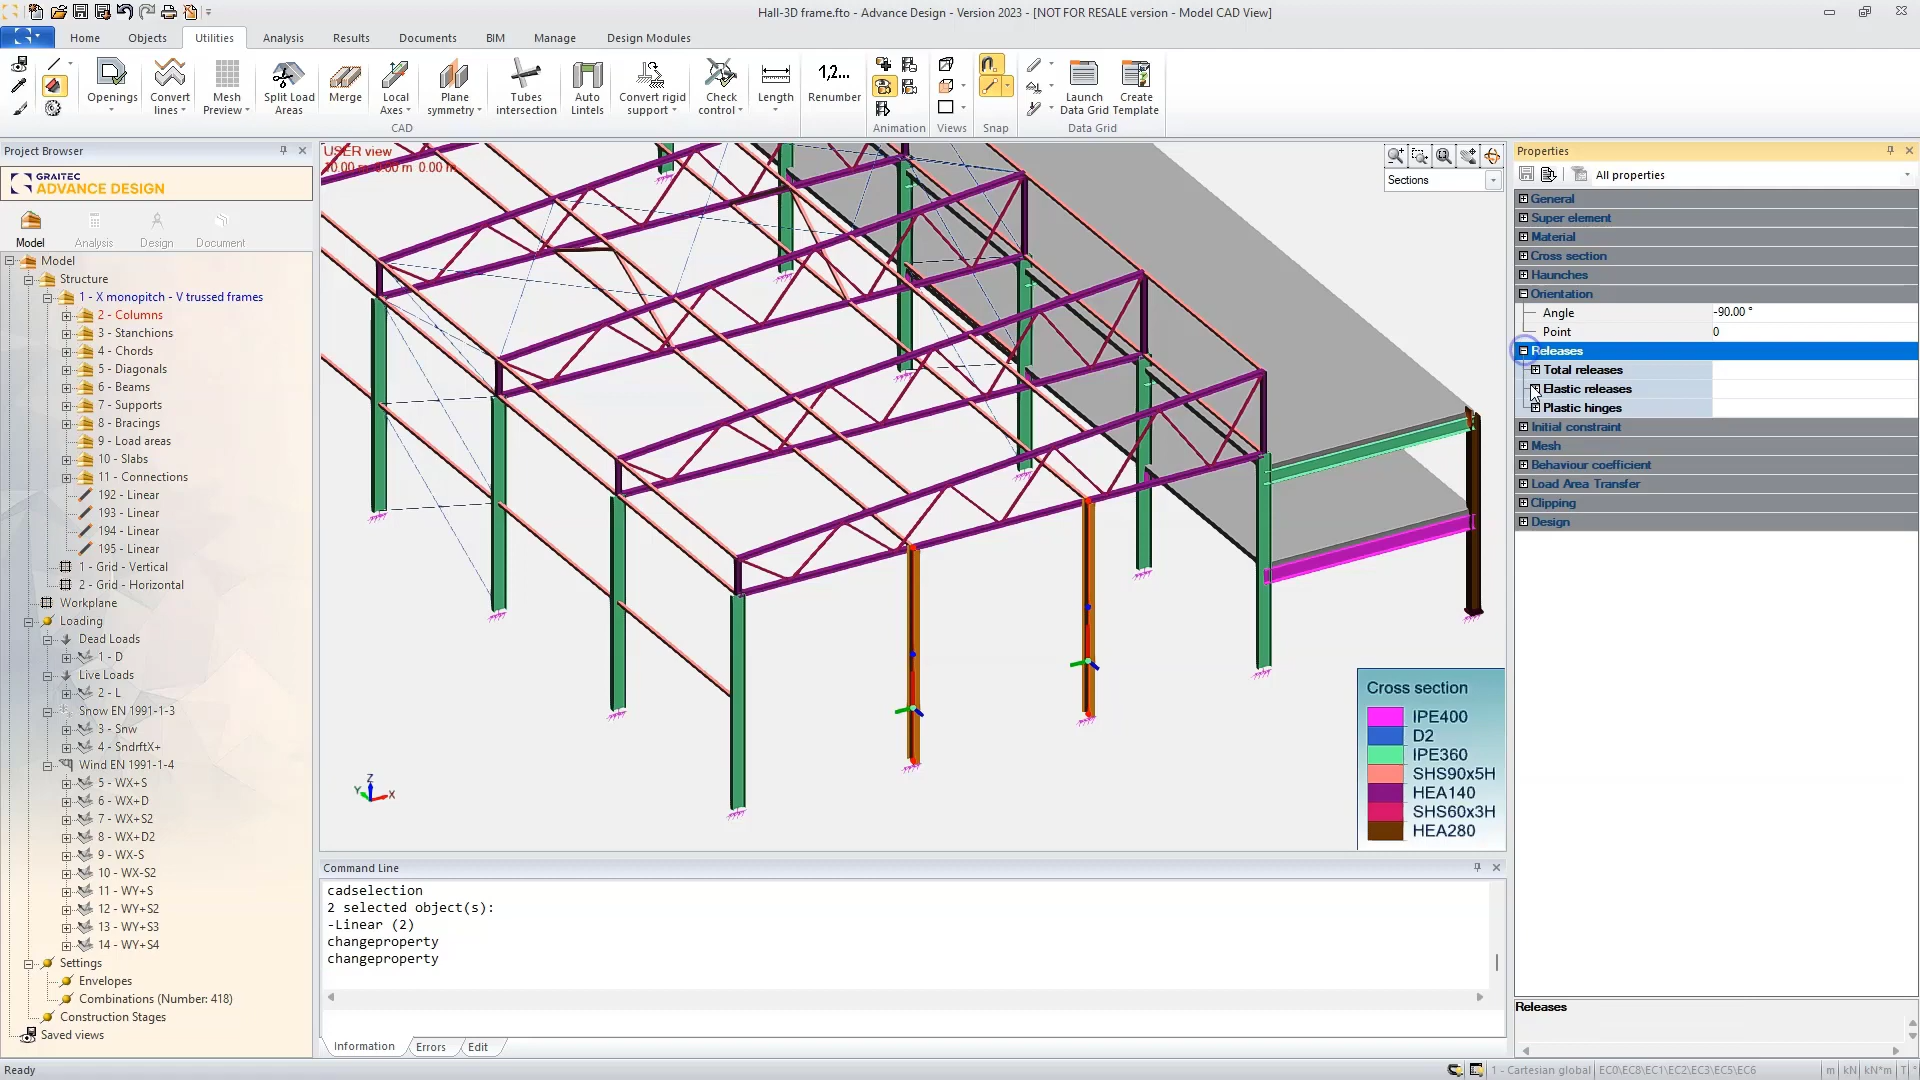 Hall-3D frame.fto - Advance Design - Version 2023 - [NOT FOR RESALE version - Model CAD View]
Home
Objects
Utilities
Analysis
Results
Documents
BIM
Manage
Design Modules
Openings
Convert lines
Mesh Preview
Split Load Areas
Merge
Local Axes
Plane symmetry
Tubes intersection
Auto Lintels
Convert rigid support
Check control
Length
1,2...
Renumber
Launch Data Grid
Create Template
CAD
Animation
Views
Snap
Data Grid
Project Browser
GRAITEC
ADVANCE DESIGN
Model
Analysis
Design
Document
Model
Structure
1 - X monopitch - V trussed frames
2 - Columns
3 - Stanchions
4 - Chords
5 - Diagonals
6 - Beams
7 - Supports
8 - Bracings
9 - Load areas
10 - Slabs
11 - Connections
192 - Linear
193 - Linear
194 - Linear
195 - Linear
1 - Grid - Vertical
2 - Grid - Horizontal
Workplane
Loading
Dead Loads
1 - D
Live Loads
2 - L
Snow EN 1991-1-3
3 - Snw
4 - SndrftX+
Wind EN 1991-1-4
5 - WX+S
6 - WX+D
7 - WX+S2
8 - WX+D2
9 - WX-S
10 - WX-S2
11 - WY+S
12 - WY+S2
13 - WY+S3
14 - WY+S4
Settings
Envelopes
Combinations (Number: 418)
Construction Stages
Saved views
USER view
10.00 m 0.00 m 0.00 m
Sections
Z
Y
X
Cross section
IPE400
D2
IPE360
SHS90x5H
HEA140
SHS60x3H
HEA280
Command Line
cadselection
2 selected object(s):
-Linear (2)
changeproperty
changeproperty
Information
Errors
Edit
Properties
All properties
General
Super element
Material
Cross section
Haunches
Orientation
Angle -90.00 °
Point 0
Releases
Total releases
Elastic releases
Plastic hinges
Initial constraint
Mesh
Behaviour coefficient
Load Area Transfer
Clipping
Design
Releases
Ready
1 - Cartesian global
EC0\EC8\EC1\EC2\EC3\EC5\EC6
m
kN
kN*m
T
°